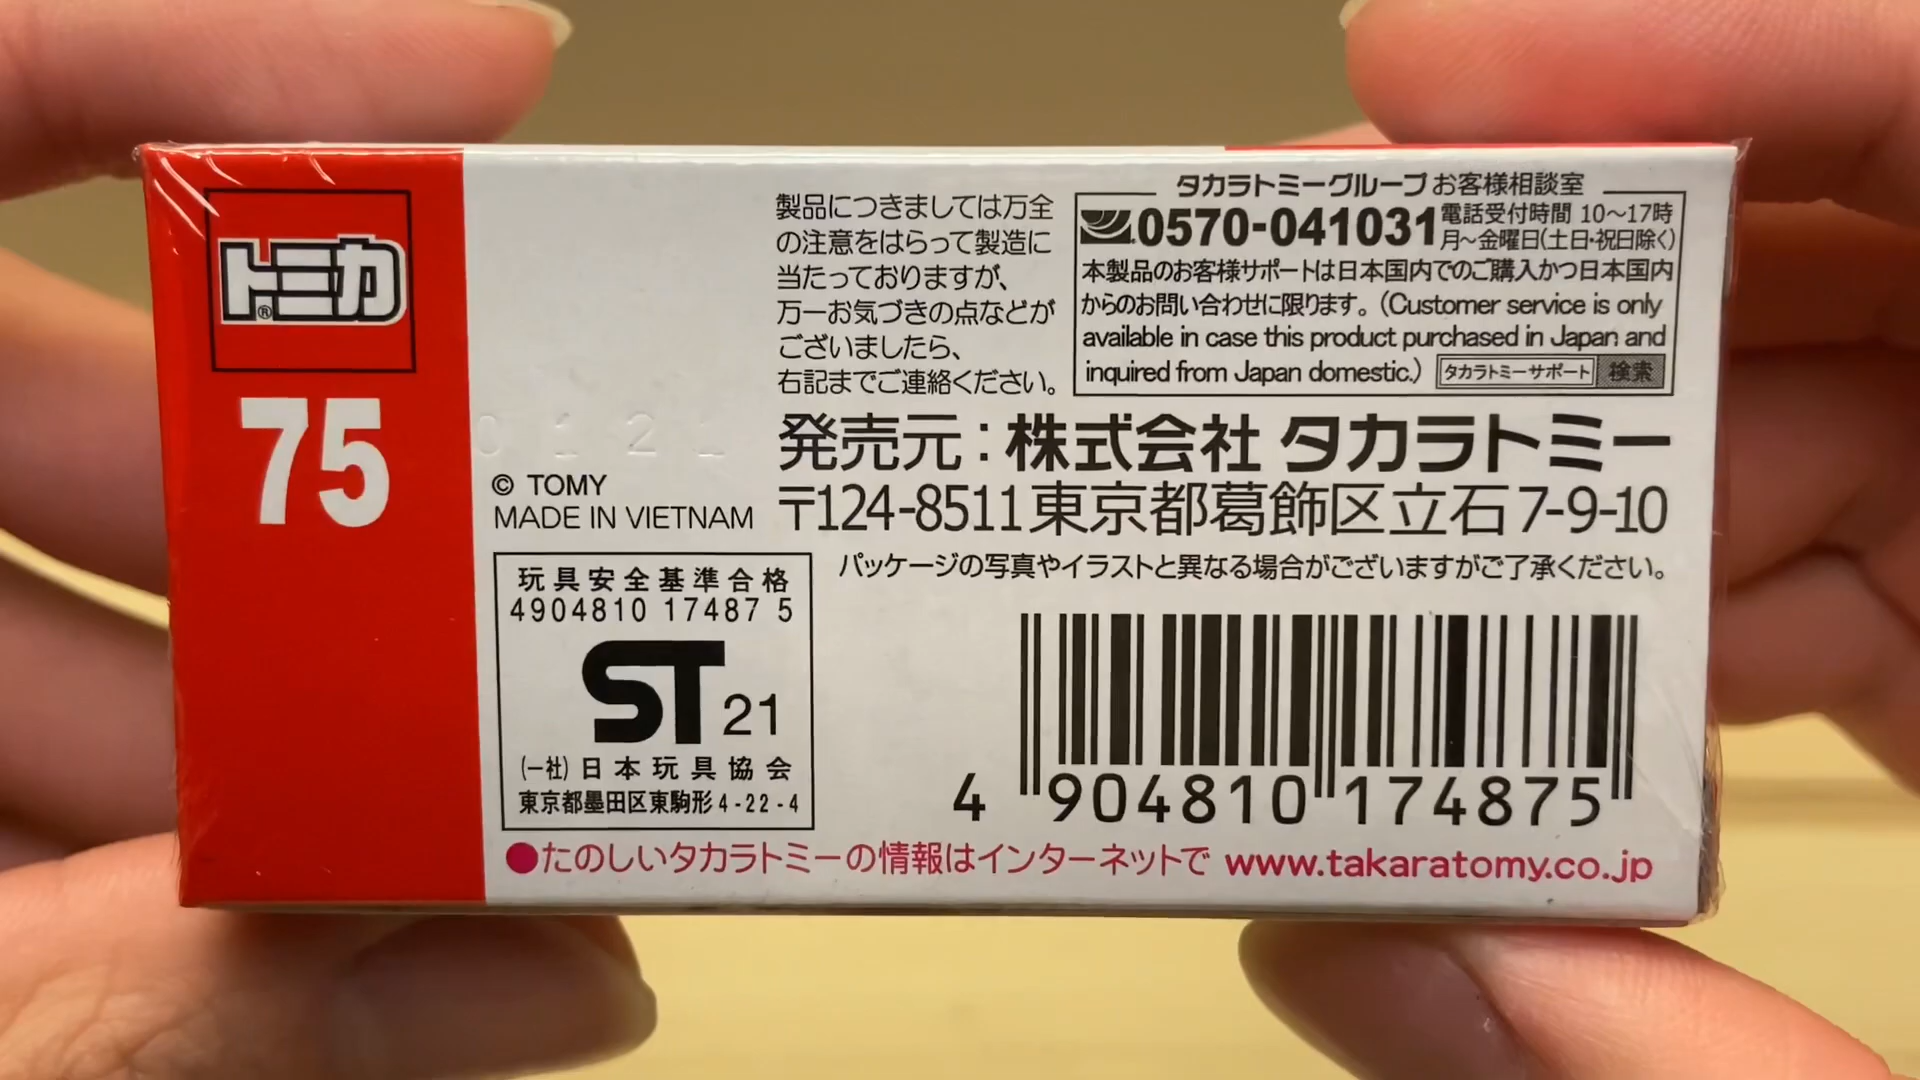 トミカ®
75
0 1 2 1
© TOMY
MADE IN VIETNAM
製品につきましては万全
の注意をはらって製造に
当たっておりますが、
万一お気づきの点などが
ございましたら、
右記までご連絡ください。
タカラトミーグループお客様相談室
0570-041031
電話受付時間 10〜17時
月〜金曜日(土日・祝日除く)
本製品のお客様サポートは日本国内でのご購入かつ日本国内
からのお問い合わせに限ります。(Customer service is only
available in case this product purchased in Japan and
inquired from Japan domestic.) タカラトミーサポート 検索
発売元:株式会社 タカラトミー
〒124-8511東京都葛飾区立石7-9-10
パッケージの写真やイラストと異なる場合がございますがご了承ください。
玩具安全基準合格
4904810 17487 5
ST 21
(一社)日本玩具協会
東京都墨田区東駒形4-22-4
4 904810 174875
●たのしいタカラトミーの情報はインターネットで www.takaratomy.co.jp